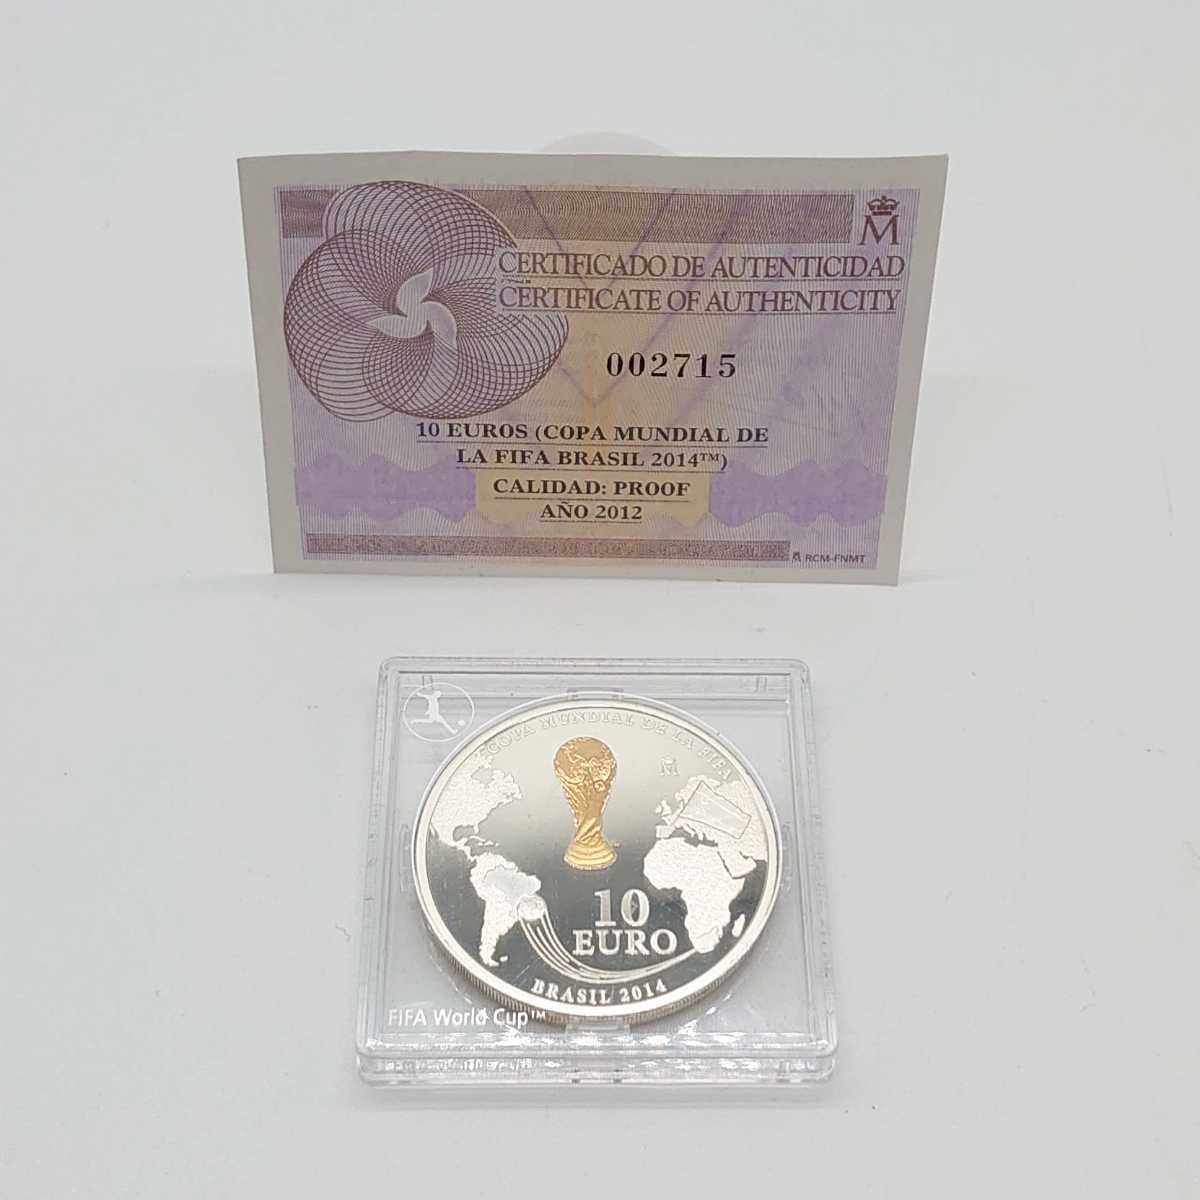 M
CERTIFICADO DE AUTENTICIDAD
CERTIFICATE OF AUTHENTICITY
002715
10 EUROS (COPA MUNDIAL DE
LA FIFA BRASIL 2014™)
CALIDAD: PROOF
AÑO 2012
RCM-FNMT
COPA MUNDIAL DE LA FIFA
M
10
EURO
BRASIL 2014
FIFA World Cup™